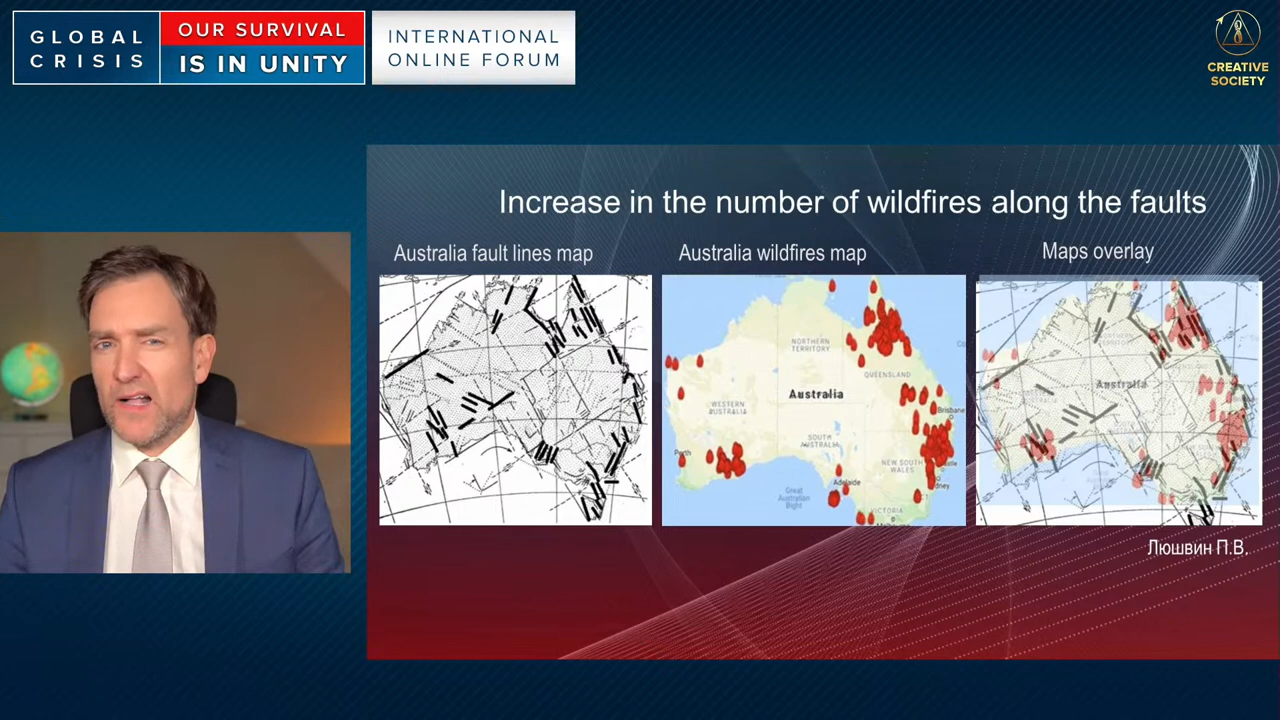 GLOBAL
CRISIS
OUR SURVIVAL
IS IN UNITY
INTERNATIONAL
ONLINE FORUM
CREATIVE
SOCIETY
Increase in the number of wildfires along the faults
Australia fault lines map
Australia wildfires map
Maps overlay
NORTHERN
TERRITORY
QUEENSLAND
Australia
WESTERN
AUSTRALIA
Brisbane
SOUTH
AUSTRALIA
Perth
NEW SOUTH
WALES
Adelaide
Great
Australian
Bight
VICTORIA
Australia
Люшвин П.В.